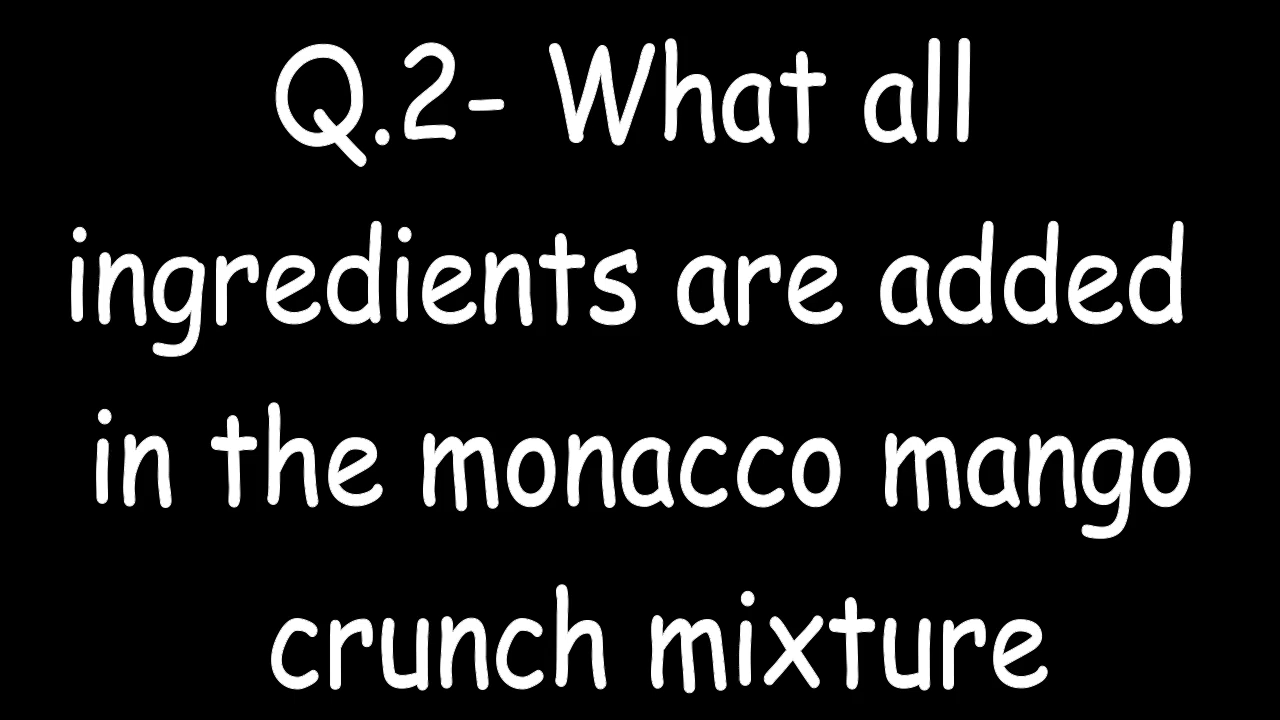 Q.2- What all
ingredients are added
in the monacco mango
crunch mixture